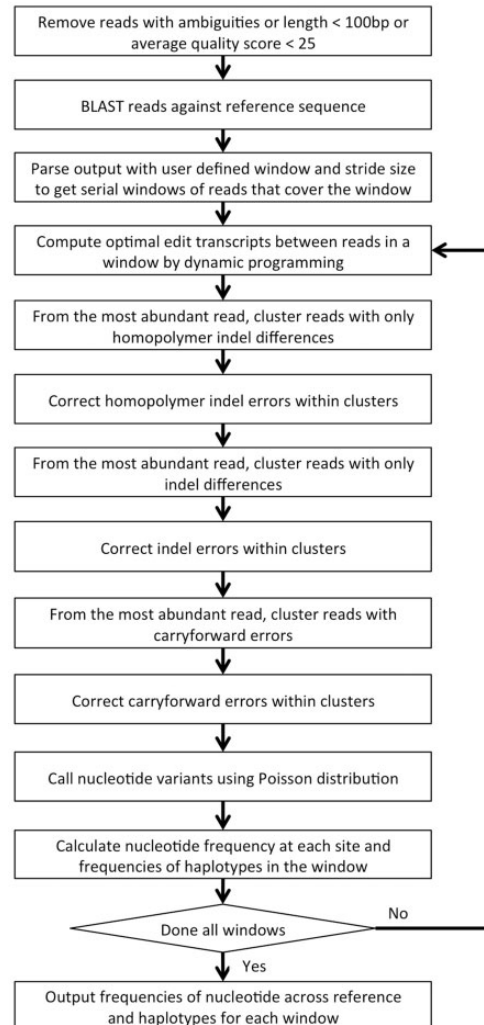 Remove reads with ambiguities or length < 100bp or
average quality score < 25
BLAST reads against reference sequence
Parse output with user defined window and stride size
to get serial windows of reads that cover the window
Compute optimal edit transcripts between reads in a
window by dynamic programming
From the most abundant read, cluster reads with only
homopolymer indel differences
Correct homopolymer indel errors within clusters
From the most abundant read, cluster reads with only
indel differences
Correct indel errors within clusters
From the most abundant read, cluster reads with
carryforward errors
Correct carryforward errors within clusters
Call nucleotide variants using Poisson distribution
Calculate nucleotide frequency at each site and
frequencies of haplotypes in the window
Done all windows
No
Yes
Output frequencies of nucleotide across reference
and haplotypes for each window